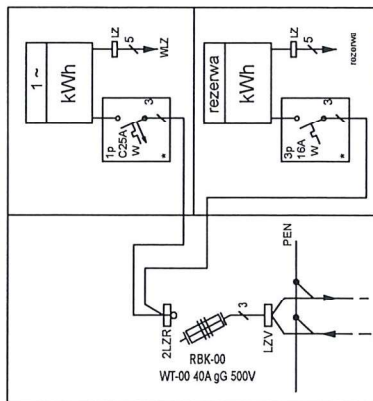 1 ~
kWh
LZ
5
WLZ
1p
C25A
W
3
*
rezerwa
kWh
LZ
5
rezerwa
3p
16A
W
3
*
2LZR
RBK-00
WT-00 40A gG 500V
3
LZV
PEN